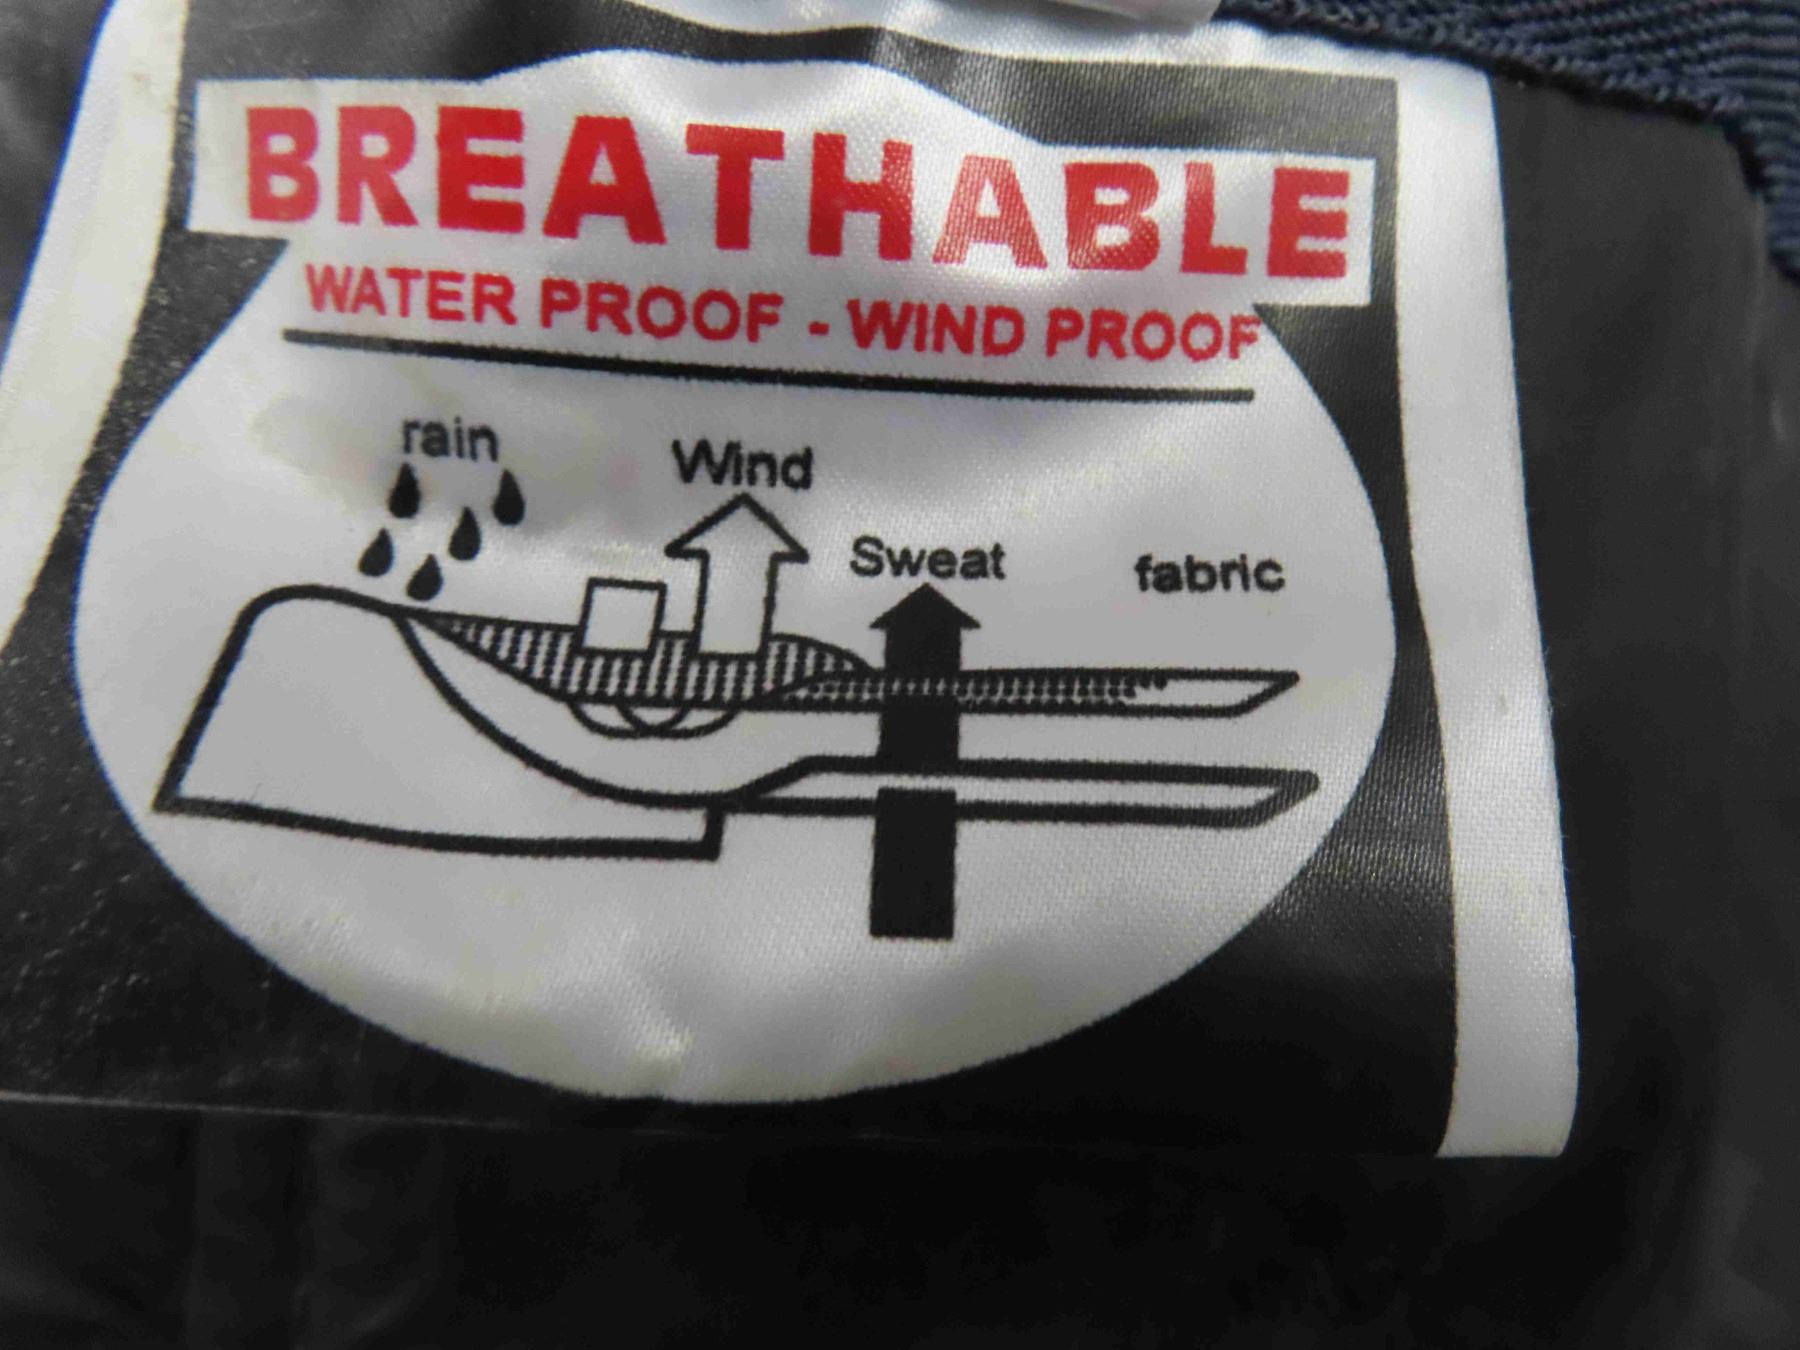 BREATHABLE
WATER PROOF - WIND PROOF
rain
Wind
Sweat
fabric